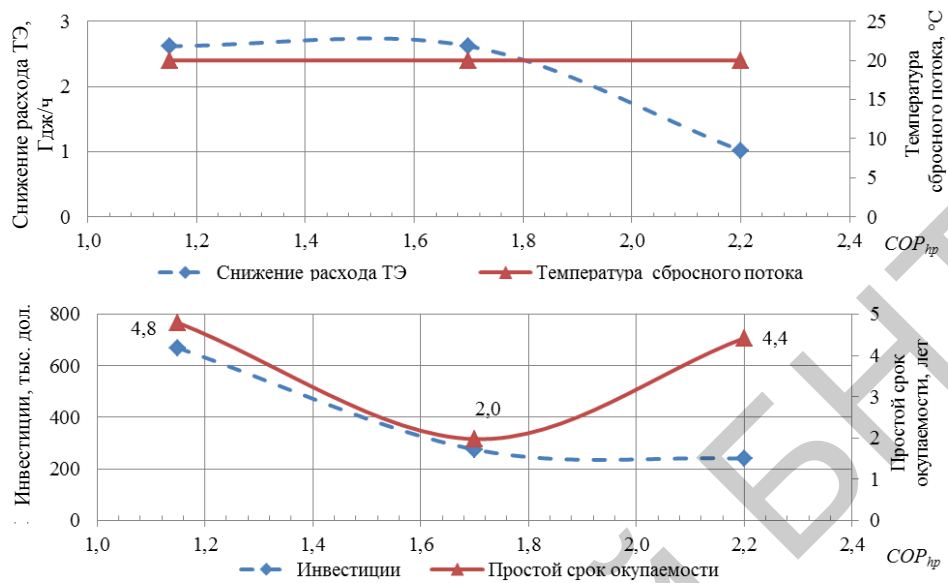 Снижение расхода ТЭ,
Гдж/ч
3
2
1
0
25
20
15
10
5
0
Температура
сбросного потока, °С
1,0 1,2 1,4 1,6 1,8 2,0 2,2 2,4 COPhp
Снижение расхода ТЭ Температура сбросного потока
Инвестиции, тыс. дол.
800
600
400
200
0
4,8
2,0
4,4
5
4
3
2
1
0
Простой срок
окупаемости, лет
1,0 1,2 1,4 1,6 1,8 2,0 2,2 2,4 COPhp
Инвестиции Простой срок окупаемости